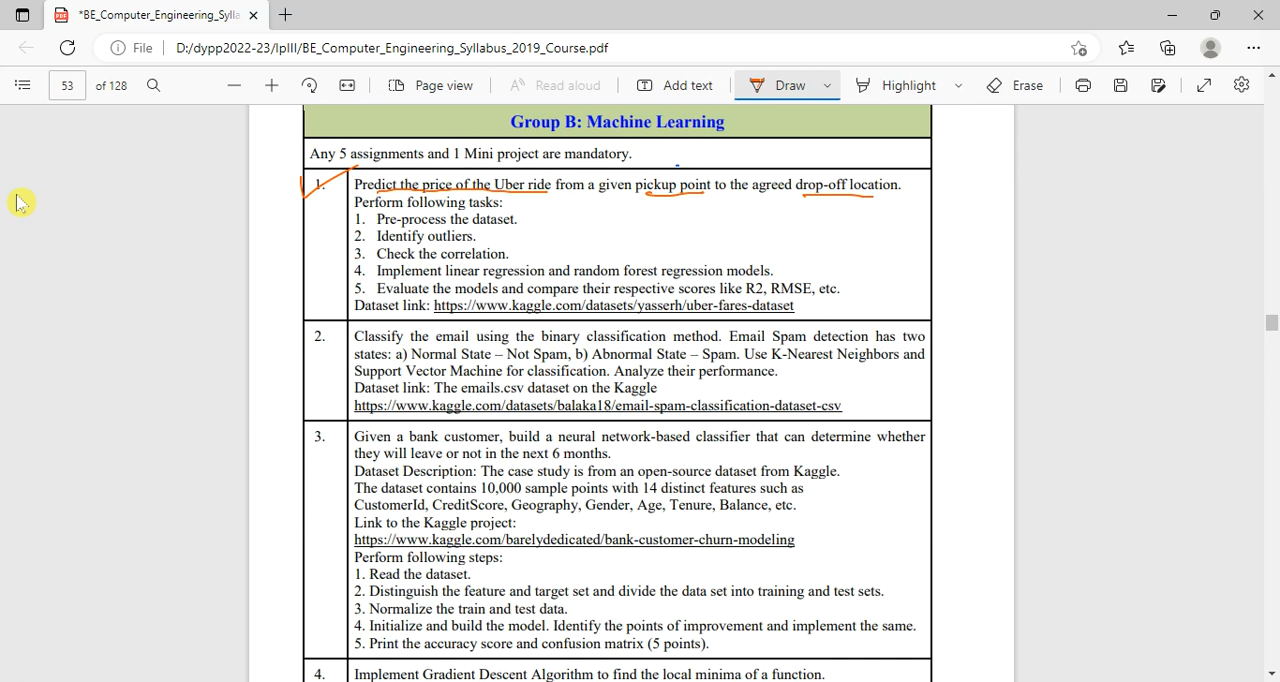 *BE_Computer_Engineering_Sylla
File D:/dypp2022-23/lpIII/BE_Computer_Engineering_Syllabus_2019_Course.pdf
53 of 128 Page view Read aloud Add text Draw Highlight Erase
Group B: Machine Learning
Any 5 assignments and 1 Mini project are mandatory.
1. Predict the price of the Uber ride from a given pickup point to the agreed drop-off location.
Perform following tasks:
1. Pre-process the dataset.
2. Identify outliers.
3. Check the correlation.
4. Implement linear regression and random forest regression models.
5. Evaluate the models and compare their respective scores like R2, RMSE, etc.
Dataset link: https://www.kaggle.com/datasets/yasserh/uber-fares-dataset
2. Classify the email using the binary classification method. Email Spam detection has two
states: a) Normal State – Not Spam, b) Abnormal State – Spam. Use K-Nearest Neighbors and
Support Vector Machine for classification. Analyze their performance.
Dataset link: The emails.csv dataset on the Kaggle
https://www.kaggle.com/datasets/balaka18/email-spam-classification-dataset-csv
3. Given a bank customer, build a neural network-based classifier that can determine whether
they will leave or not in the next 6 months.
Dataset Description: The case study is from an open-source dataset from Kaggle.
The dataset contains 10,000 sample points with 14 distinct features such as
CustomerId, CreditScore, Geography, Gender, Age, Tenure, Balance, etc.
Link to the Kaggle project:
https://www.kaggle.com/barelydedicated/bank-customer-churn-modeling
Perform following steps:
1. Read the dataset.
2. Distinguish the feature and target set and divide the data set into training and test sets.
3. Normalize the train and test data.
4. Initialize and build the model. Identify the points of improvement and implement the same.
5. Print the accuracy score and confusion matrix (5 points).
4. Implement Gradient Descent Algorithm to find the local minima of a function.